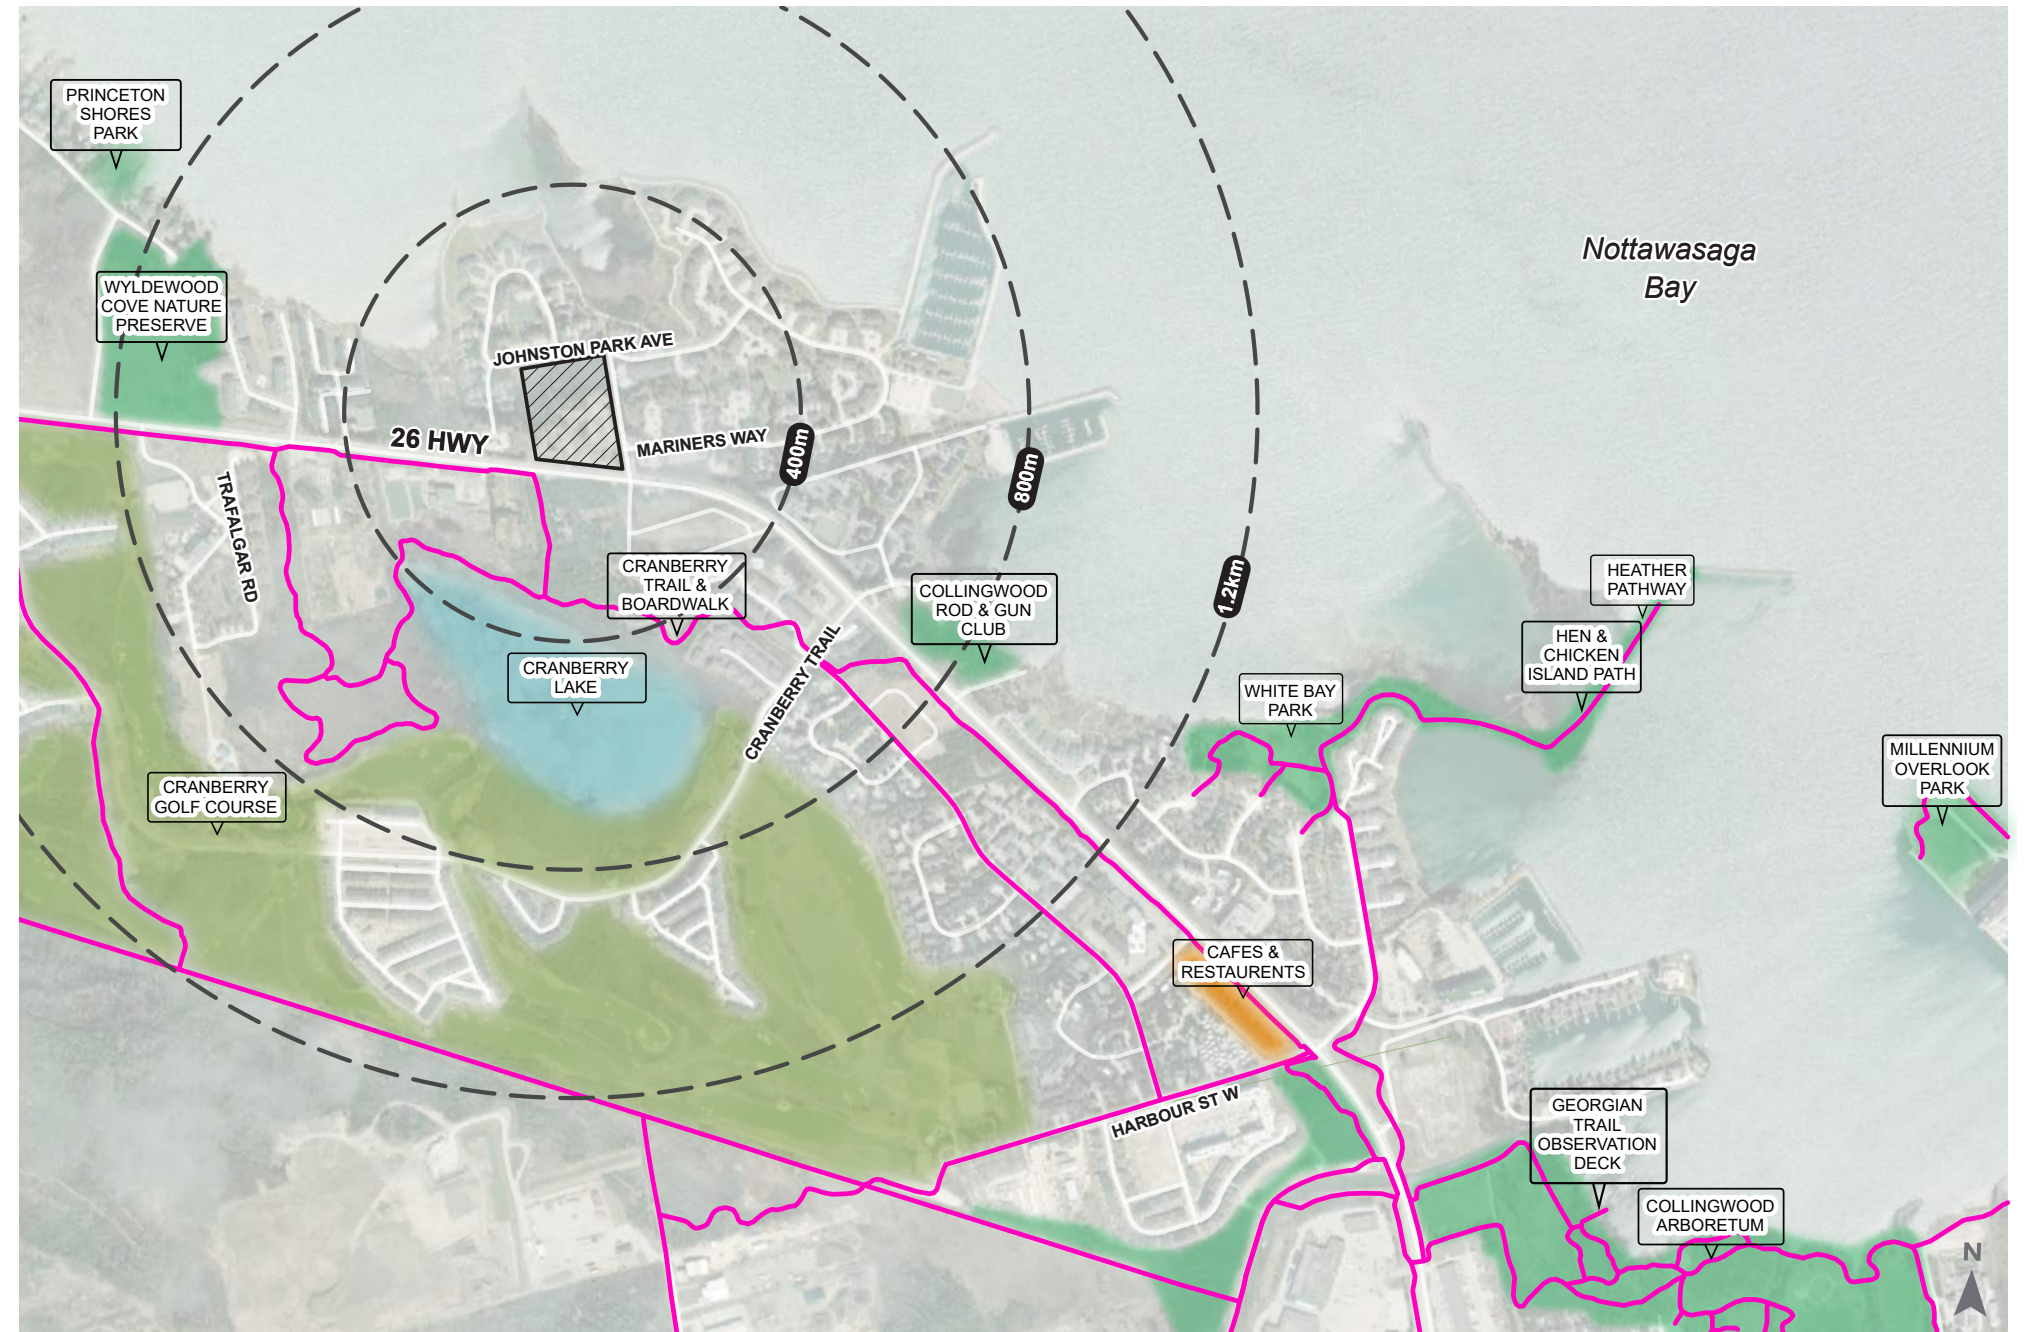 PRINCETON
SHORES
PARK
Nottawasaga
Bay
WYLDEWOOD
COVE NATURE
PRESERVE
JOHNSTON PARK AVE
26 HWY
MARINERS WAY
400m
800m
1.2km
TRAFALGAR RD
CRANBERRY
TRAIL &
BOARDWALK
COLLINGWOOD
ROD & GUN
CLUB
HEATHER
PATHWAY
HEN &
CHICKEN
ISLAND PATH
CRANBERRY
LAKE
CRANBERRY TRAIL
WHITE BAY
PARK
MILLENNIUM
OVERLOOK
PARK
CRANBERRY
GOLF COURSE
CAFES &
RESTAURENTS
HARBOUR ST W
GEORGIAN
TRAIL
OBSERVATION
DECK
COLLINGWOOD
ARBORETUM
N